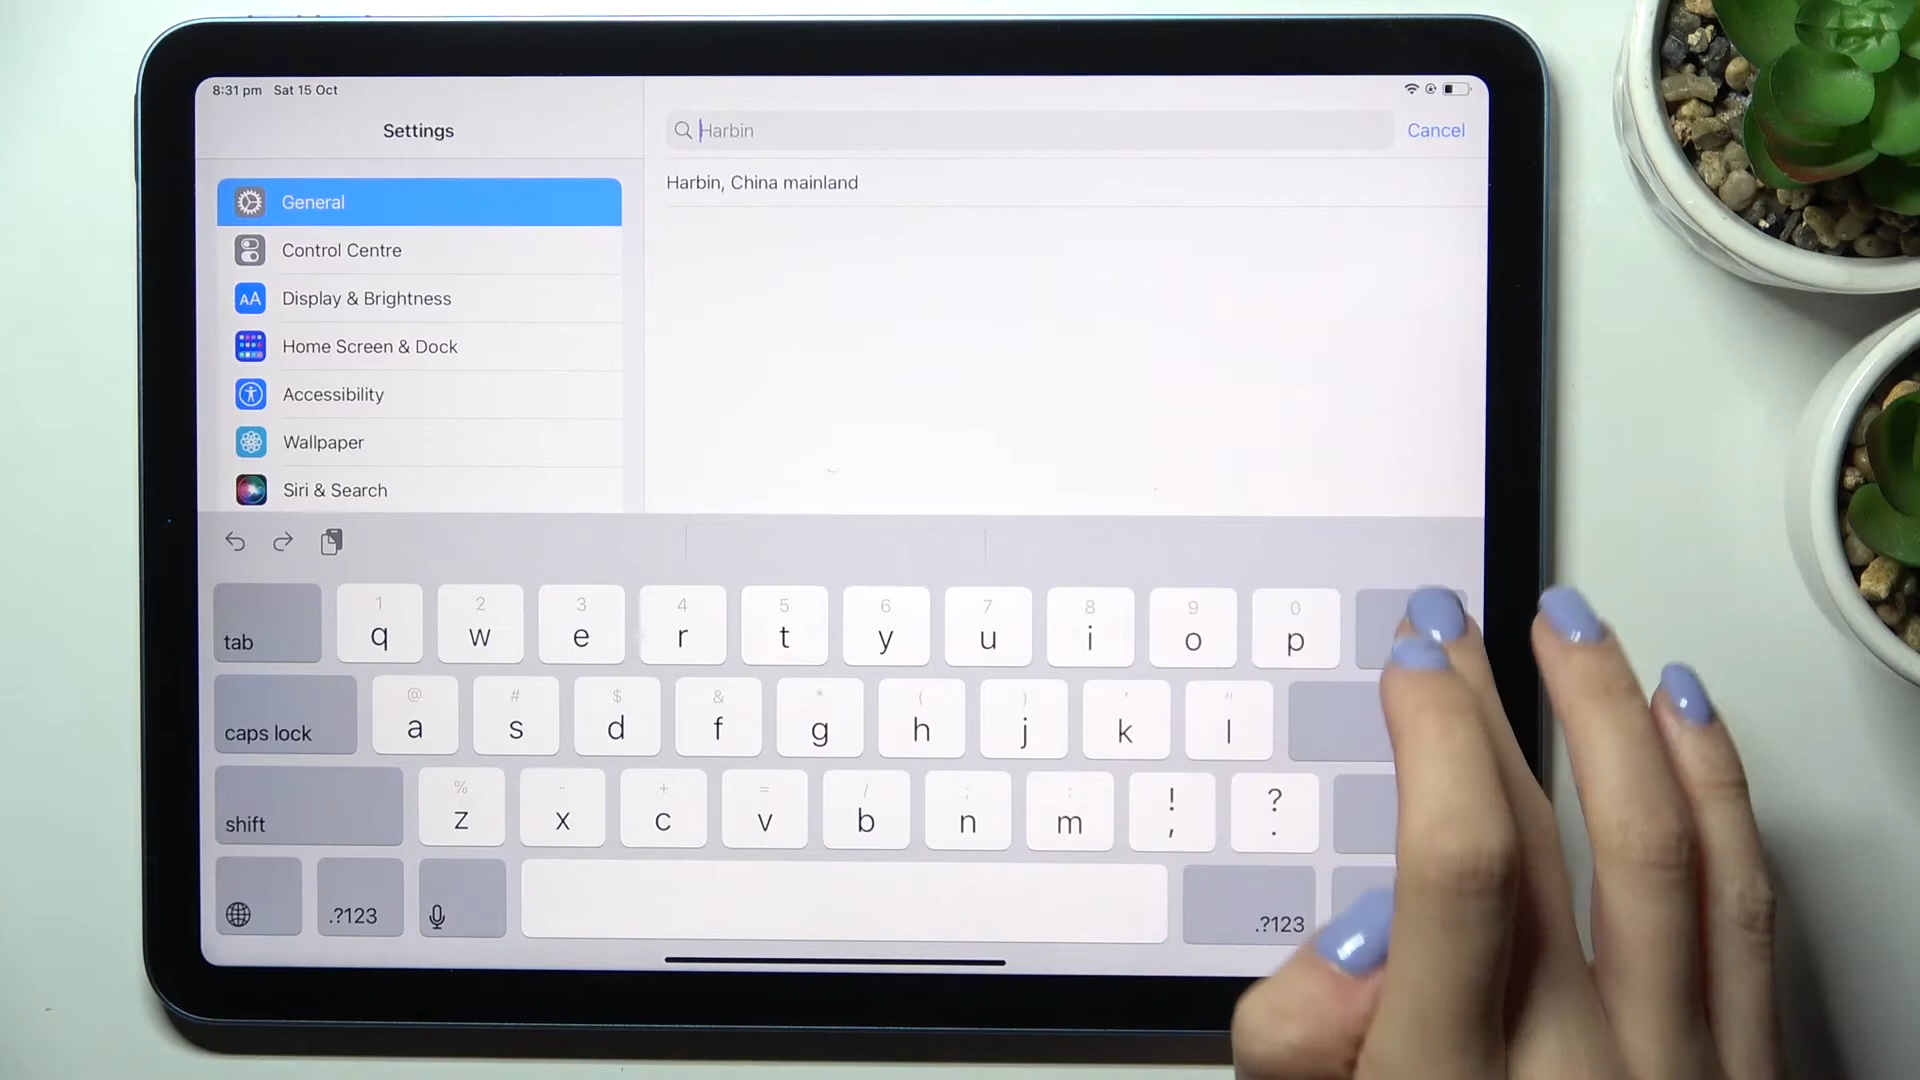 8:31 pm Sat 15 Oct
Settings
Harbin
Cancel
Harbin, China mainland
General
Control Centre
Display & Brightness
Home Screen & Dock
Accessibility
Wallpaper
Siri & Search
1 2 3 4 5 6 7 8 9 0
tab q w e r t y u i o p
@ # $ & * ( ) ' "
caps lock a s d f g h j k l
% - + = / ; : ! ?
shift z x c v b n m , .
.?123 .?123